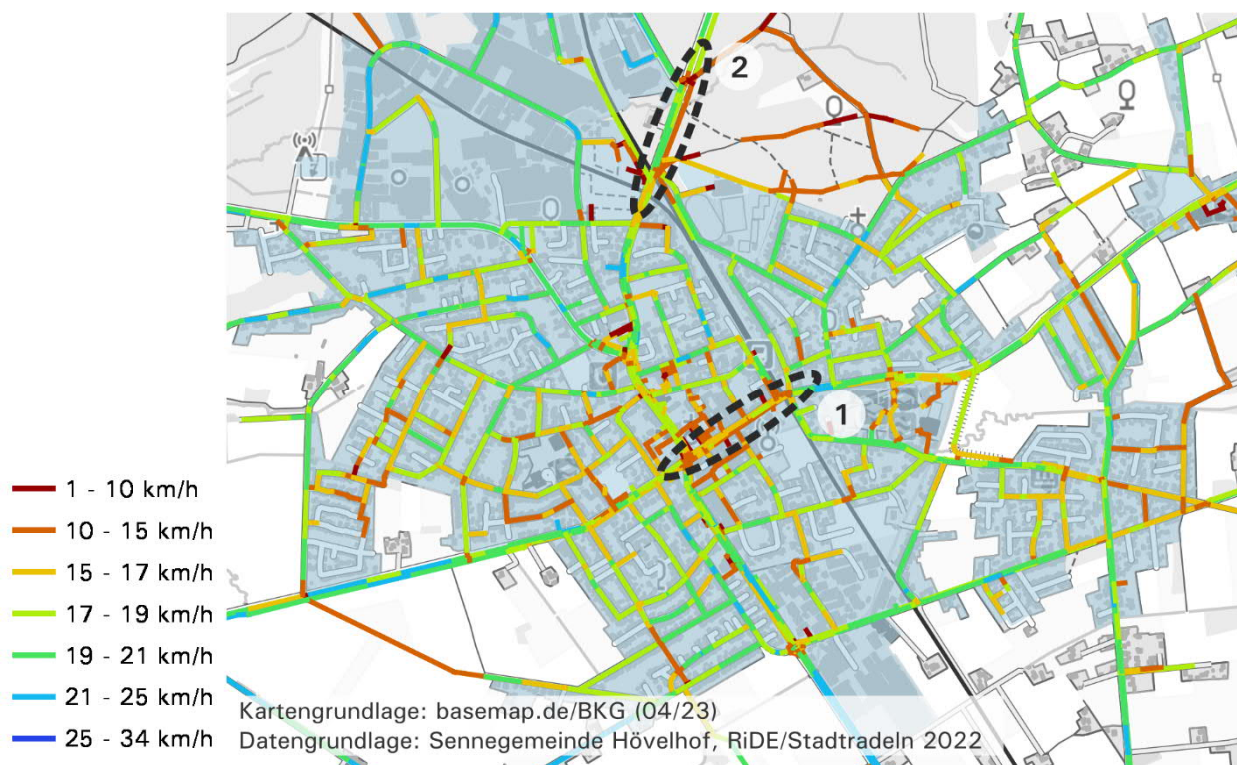 2
1
1 - 10 km/h
10 - 15 km/h
15 - 17 km/h
17 - 19 km/h
19 - 21 km/h
21 - 25 km/h
25 - 34 km/h
Kartengrundlage: basemap.de/BKG (04/23)
Datengrundlage: Sennegemeinde Hövelhof, RiDE/Stadtradeln 2022